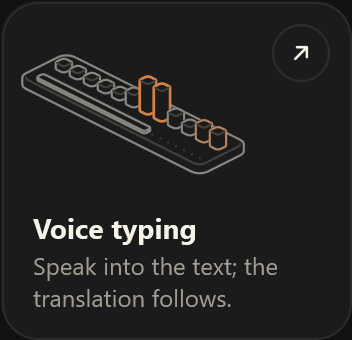 Voice typing
Speak into the text; the
translation follows.